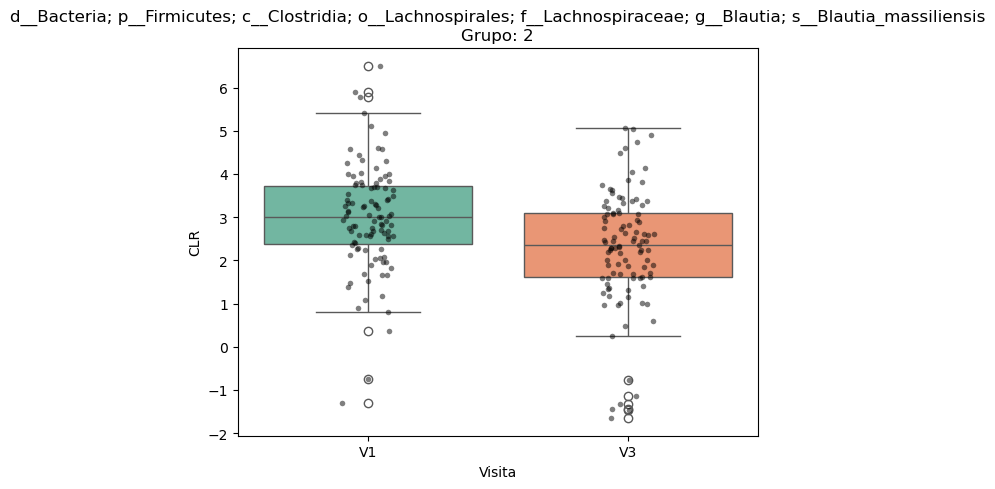 d__Bacteria; p__Firmicutes; c__Clostridia; o__Lachnospirales; f__Lachnospiraceae; g__Blautia; s__Blautia_massiliensis
Grupo: 2
6
5
4
3
2
1
0
−1
−2
CLR
V1
V3
Visita